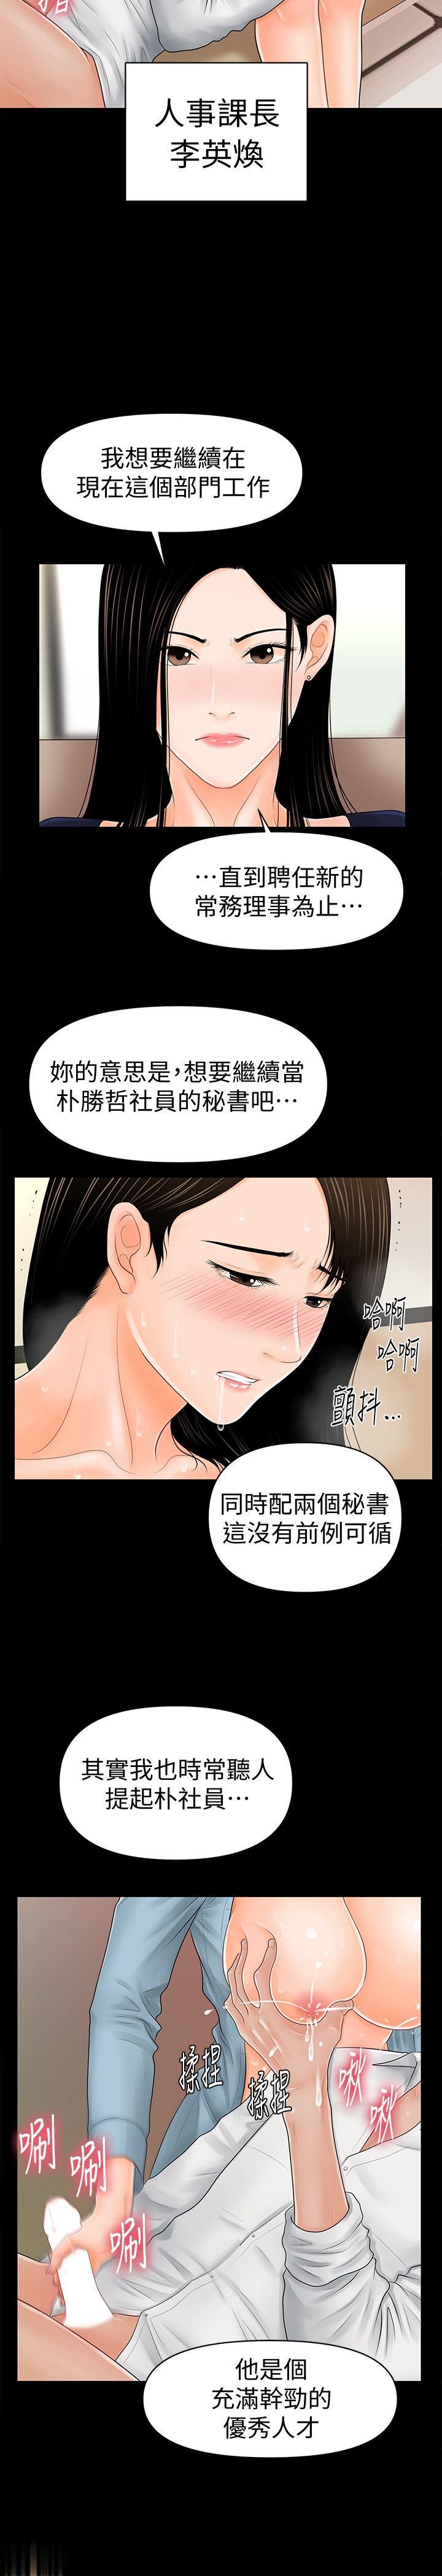 人事課長
李英煥
我想要繼續在
現在這個部門工作
⋯直到聘任新的
常務理事為止⋯
妳的意思是,想要繼續當
朴勝哲社員的秘書吧⋯
哈啊
哈啊
顫抖...
同時配兩個秘書
這沒有前例可循
其實我也時常聽人
提起朴社員⋯
揉捏
揉捏
啾
啾
唰
唰
唰
他是個
充滿幹勁的
優秀人才